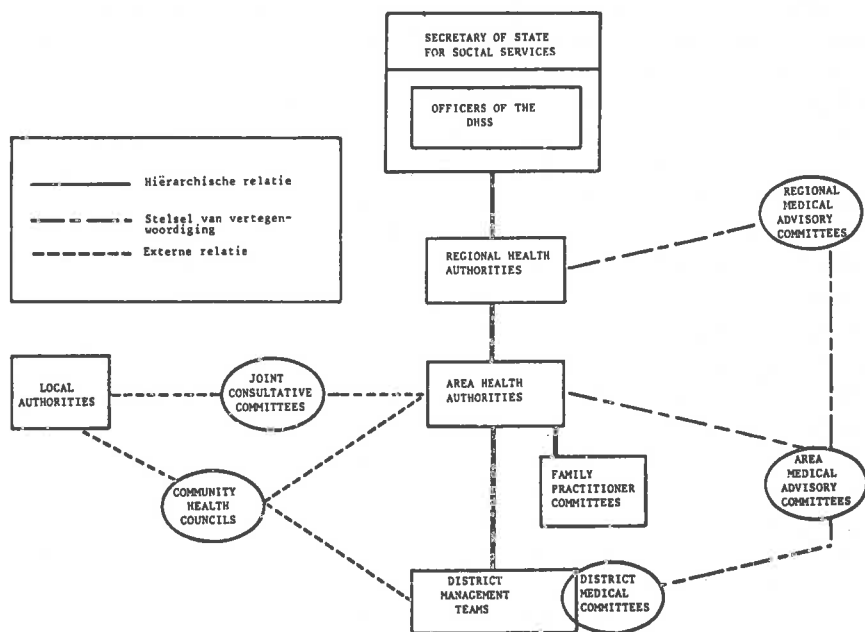 SECRETARY OF STATE
FOR SOCIAL SERVICES
OFFICERS OF THE
DHSS
Hiërarchische relatie
Stelsel van vertegen-
woordiging
Externe relatie
REGIONAL
MEDICAL
ADVISORY
COMMITTEES
REGIONAL HEALTH
AUTHORITIES
LOCAL
AUTHORITIES
JOINT
CONSULTATIVE
COMMITTEES
AREA HEALTH
AUTHORITIES
COMMUNITY
HEALTH
COUNCILS
FAMILY
PRACTITIONER
COMMITTEES
AREA
MEDICAL
ADVISORY
COMMITTEES
DISTRICT
MANAGEMENT
TEAMS
DISTRICT
MEDICAL
COMMITTEES